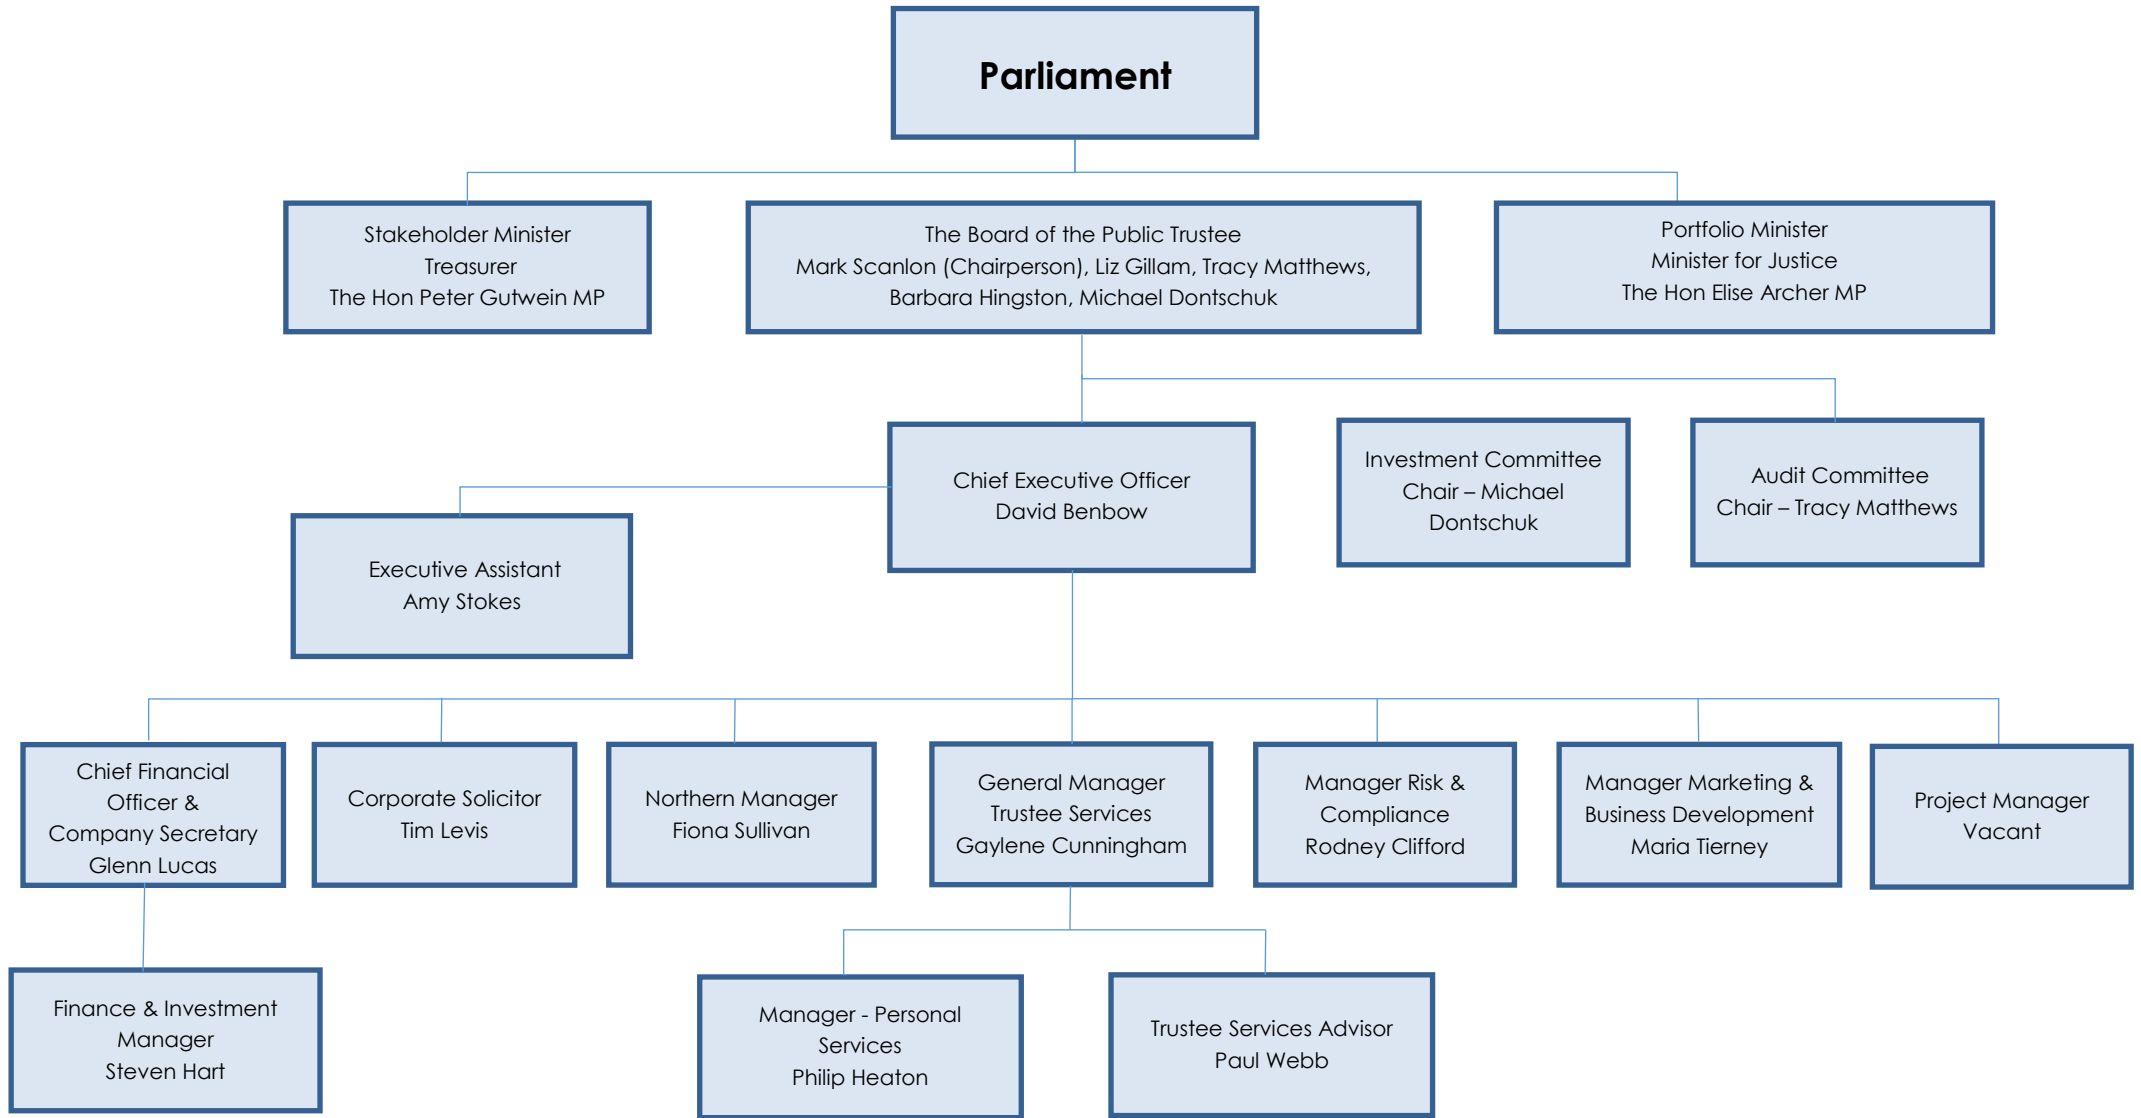 Parliament
Stakeholder Minister
Treasurer
The Hon Peter Gutwein MP
The Board of the Public Trustee
Mark Scanlon (Chairperson), Liz Gillam, Tracy Matthews,
Barbara Hingston, Michael Dontschuk
Portfolio Minister
Minister for Justice
The Hon Elise Archer MP
Chief Executive Officer
David Benbow
Investment Committee
Chair – Michael
Dontschuk
Audit Committee
Chair – Tracy Matthews
Executive Assistant
Amy Stokes
Chief Financial
Officer &
Company Secretary
Glenn Lucas
Corporate Solicitor
Tim Levis
Northern Manager
Fiona Sullivan
General Manager
Trustee Services
Gaylene Cunningham
Manager Risk &
Compliance
Rodney Clifford
Manager Marketing &
Business Development
Maria Tierney
Project Manager
Vacant
Finance & Investment
Manager
Steven Hart
Manager - Personal
Services
Philip Heaton
Trustee Services Advisor
Paul Webb